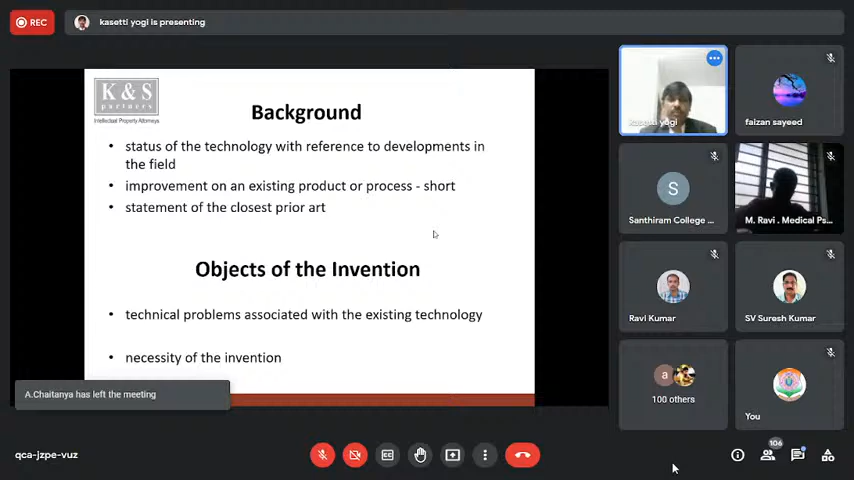 REC
kasetti yogi is presenting
K & S
partners
Intellectual Property Attorneys
Background
• status of the technology with reference to developments in
the field
• improvement on an existing product or process - short
• statement of the closest prior art
Objects of the Invention
• technical problems associated with the existing technology
• necessity of the invention
A.Chaitanya has left the meeting
kasetti yogi
faizan sayeed
S
Santhiram College ...
M. Ravi . Medical Ps...
Ravi Kumar
SV Suresh Kumar
a
100 others
You
qca-jzpe-vuz
CC
106